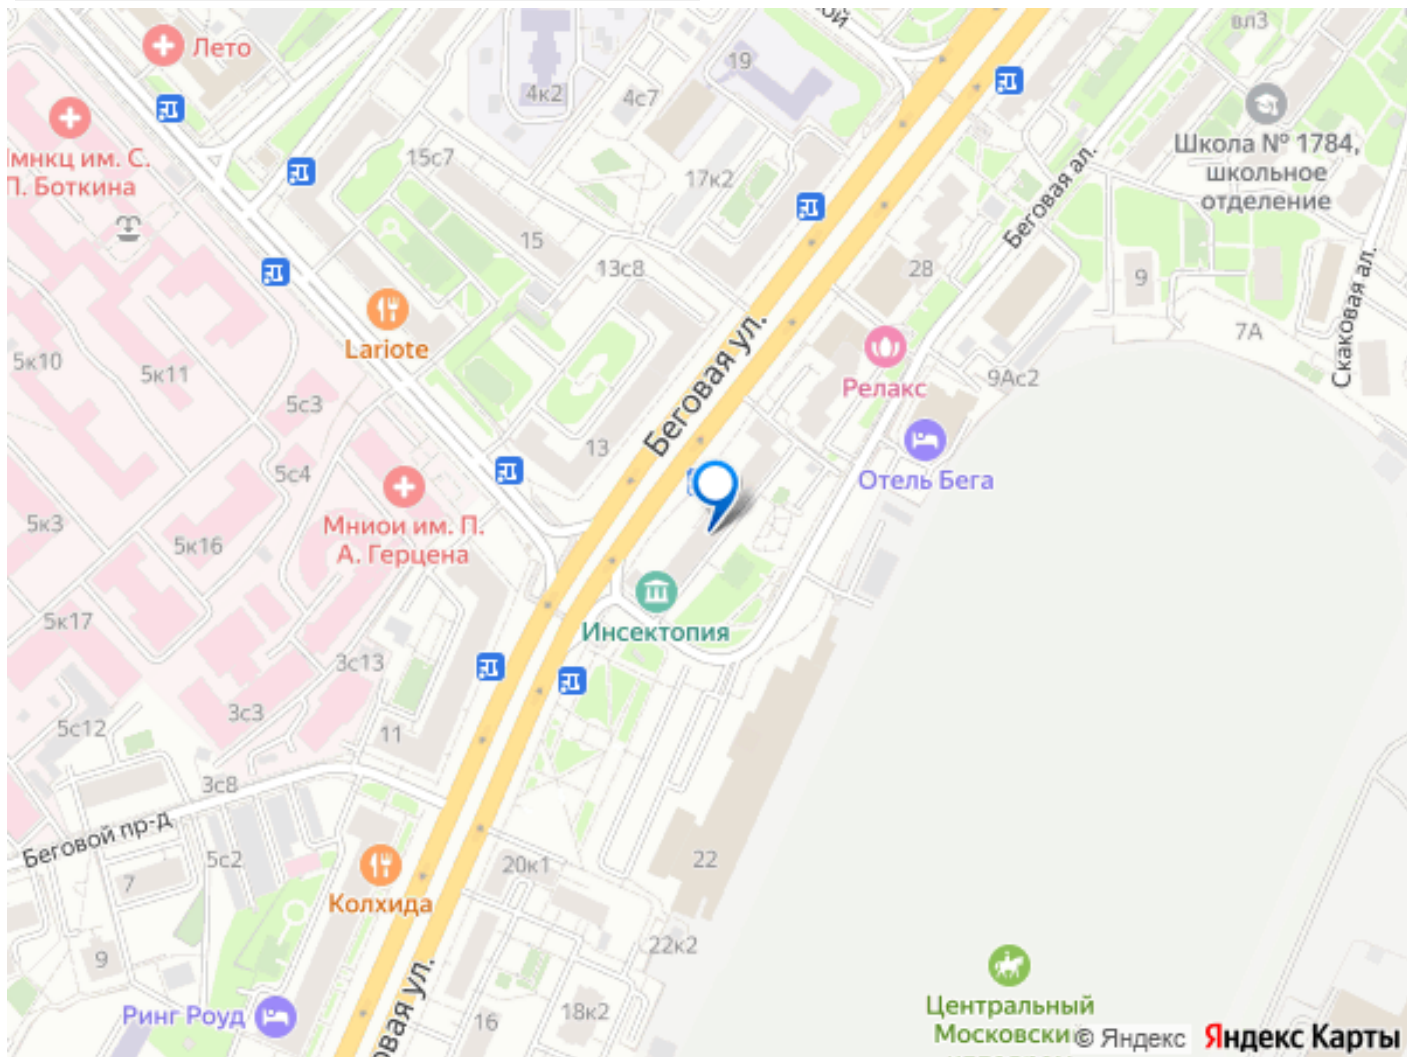 вл3
Лето
19
4к2
4с7
Школа № 1784,
школьное
отделение
мнкц им. С.
П. Боткина
15с7
17к2
Беговая ал.
15
13с8
28
9
Скаковая ал.
7А
Lariote
5к10
5к11
5с3
Беговая ул.
Релакс
9Ас2
13
5с4
Отель Бега
5к3
5к16
Мниои им. П.
А. Герцена
5к17
Инсектопия
3с13
3с3
5с12
11
3с8
Беговой пр-д
5с2
7
20к1
22
Колхида
22к2
9
вая ул.
Ринг Роуд
16
18к2
Центральный
Московски
© Яндекс
Яндекс Карты